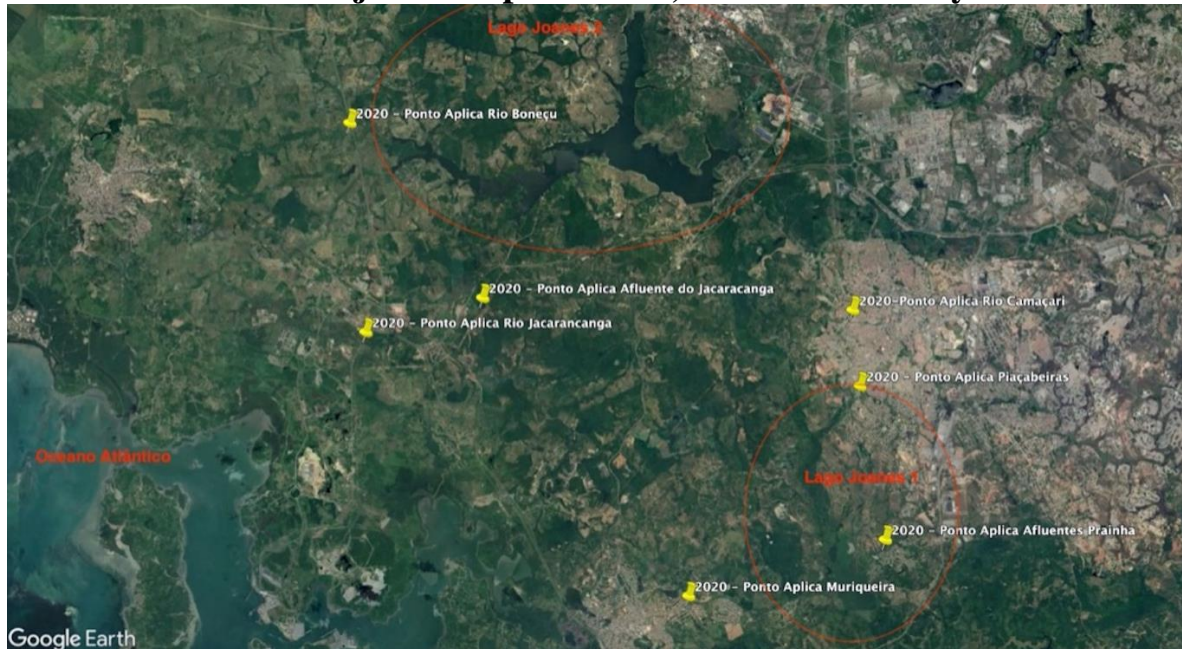 Lago Joanes 2
2020 - Ponto Aplica Rio Boneçu
2020 - Ponto Aplica Afluente do Jacaracanga
2020-Ponto Aplica Rio Camaçari
2020 - Ponto Aplica Rio Jacarancanga
2020 - Ponto Aplica Piaçabeiras
Oceano Atlântico
Lago Joanes 1
2020 - Ponto Aplica Afluentes Prainha
2020 - Ponto Aplica Muriqueira
Google Earth